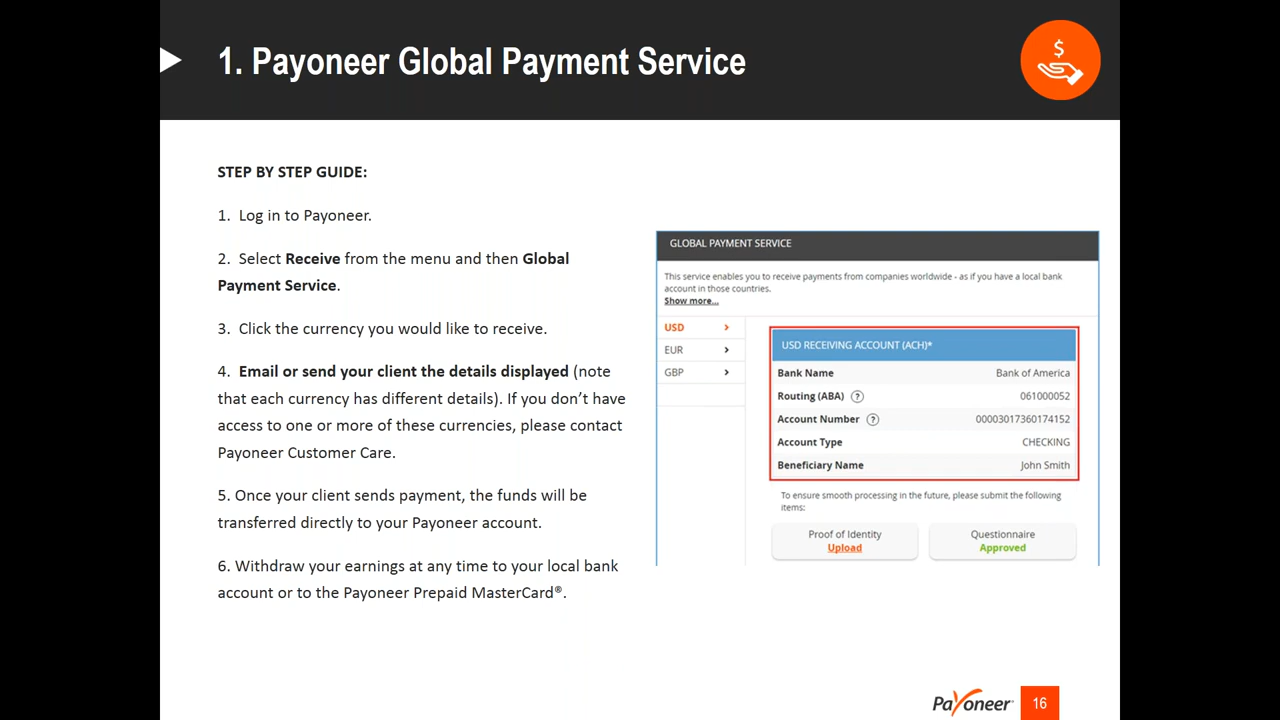 1. Payoneer Global Payment Service
$
STEP BY STEP GUIDE:
1. Log in to Payoneer.
2. Select Receive from the menu and then Global
Payment Service.
3. Click the currency you would like to receive.
4. Email or send your client the details displayed (note
that each currency has different details). If you don’t have
access to one or more of these currencies, please contact
Payoneer Customer Care.
5. Once your client sends payment, the funds will be
transferred directly to your Payoneer account.
6. Withdraw your earnings at any time to your local bank
account or to the Payoneer Prepaid MasterCard®.
GLOBAL PAYMENT SERVICE
This service enables you to receive payments from companies worldwide - as if you have a local bank
account in those countries.
Show more...
USD
EUR
GBP
USD RECEIVING ACCOUNT (ACH)*
Bank Name Bank of America
Routing (ABA) ? 061000052
Account Number ? 00003017360174152
Account Type CHECKING
Beneficiary Name John Smith
To ensure smooth processing in the future, please submit the following
items:
Proof of Identity
Upload
Questionnaire
Approved
Payoneer
16